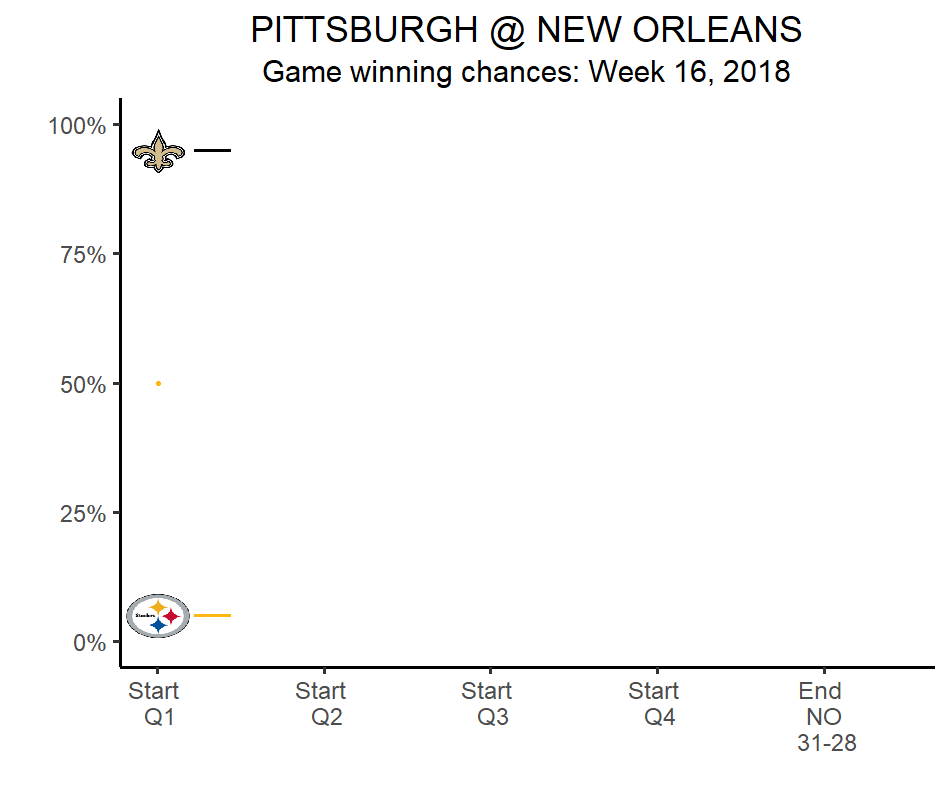 PITTSBURGH @ NEW ORLEANS
Game winning chances: Week 16, 2018
100%
75%
50%
25%
0%
Steelers
Start Q1
Start Q2
Start Q3
Start Q4
End NO 31-28